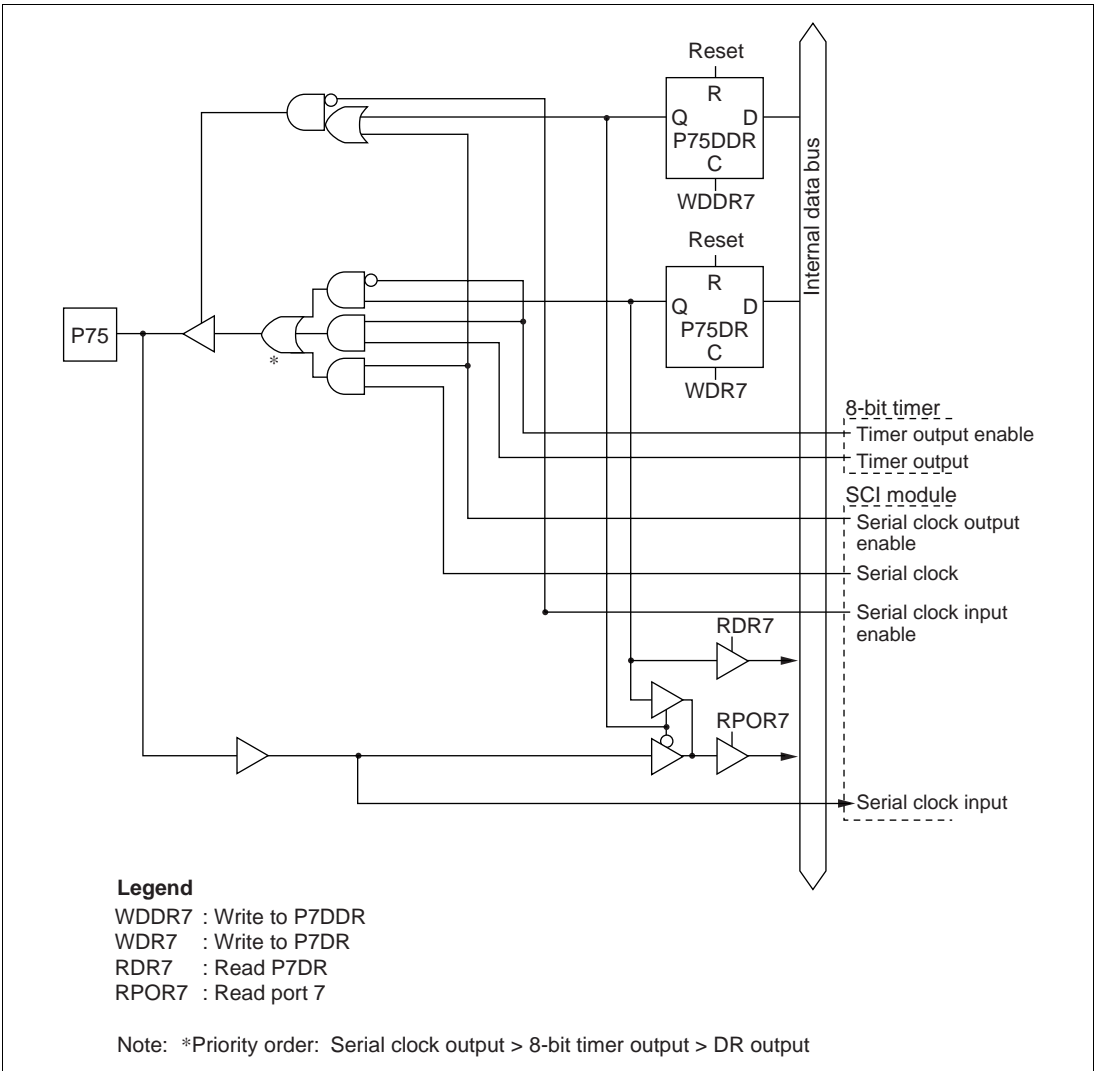 Reset
R
Q D
P75DDR
C
WDDR7
Internal data bus
Reset
R
Q D
P75DR
C
WDR7
P75
*
8-bit timer
Timer output enable
Timer output
SCI module
Serial clock output
enable
Serial clock
Serial clock input
enable
RDR7
RPOR7
Serial clock input
Legend
WDDR7 : Write to P7DDR
WDR7 : Write to P7DR
RDR7 : Read P7DR
RPOR7 : Read port 7
Note: *Priority order: Serial clock output > 8-bit timer output > DR output